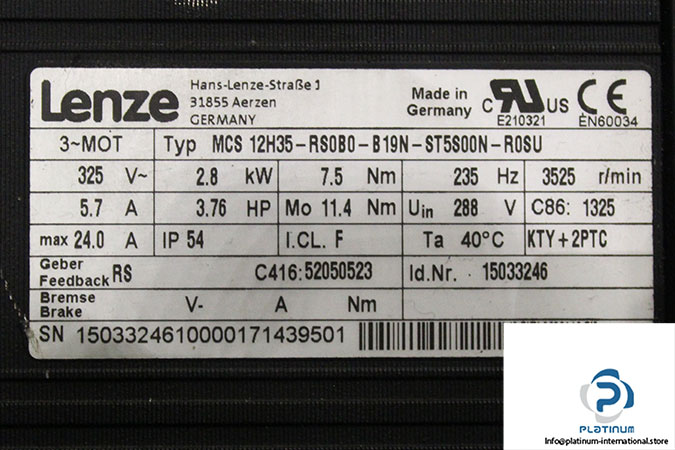 Lenze
Hans-Lenze-Straße 1
31855 Aerzen
GERMANY
Made in
Germany
C UR US
E210321
CE
EN60034
3~MOT Typ MCS 12H35-RS0B0-B19N-ST5S00N-R0SU
325 V~ 2.8 kW 7.5 Nm 235 Hz 3525 r/min
5.7 A 3.76 HP Mo 11.4 Nm Uin 288 V C86: 1325
max 24.0 A IP 54 I.CL. F Ta 40°C KTY+2PTC
Geber
Feedback RS C416:52050523 Id.Nr. 15033246
Bremse
Brake V- A Nm
SN 1503324610000171439501
PLATINUM
Info@platinum-international.store